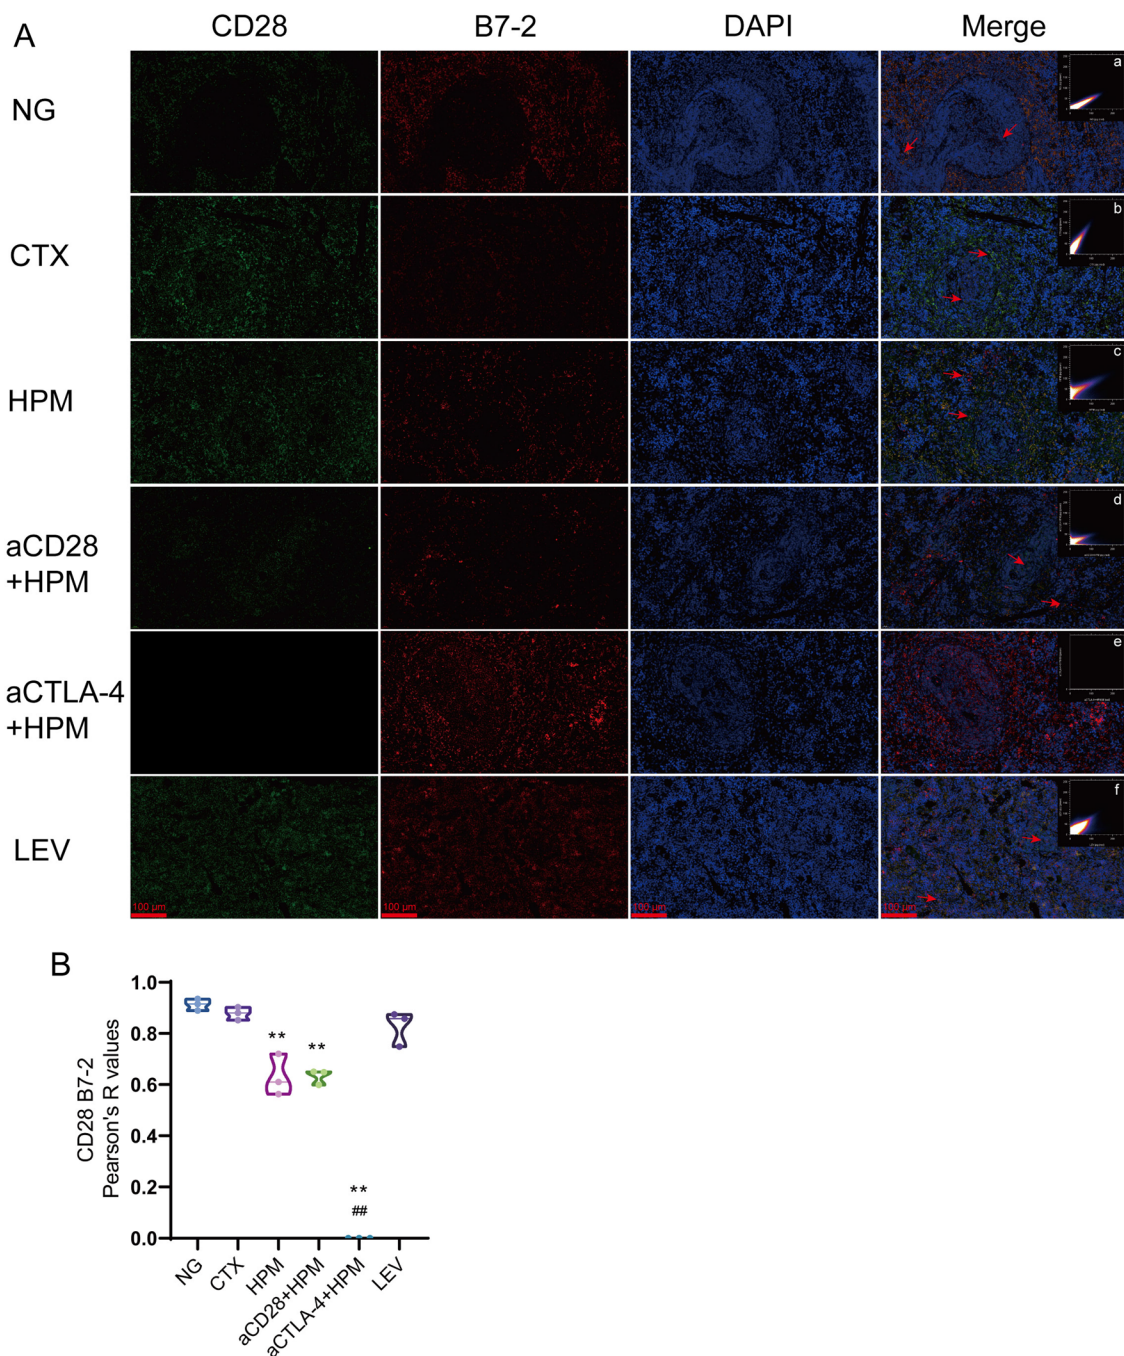 A
CD28 B7-2 DAPI Merge
NG
a
CTX
b
HPM
c
aCD28
+HPM
d
aCTLA-4
+HPM
e
LEV
f
100 μm 100 μm 100 μm 100 μm
B
CD28 B7-2
Pearson's R values
1.0
0.8
0.6
0.4
0.2
0.0
**
**
**
##
NG CTX HPM aCD28+HPM aCTLA-4+HPM LEV